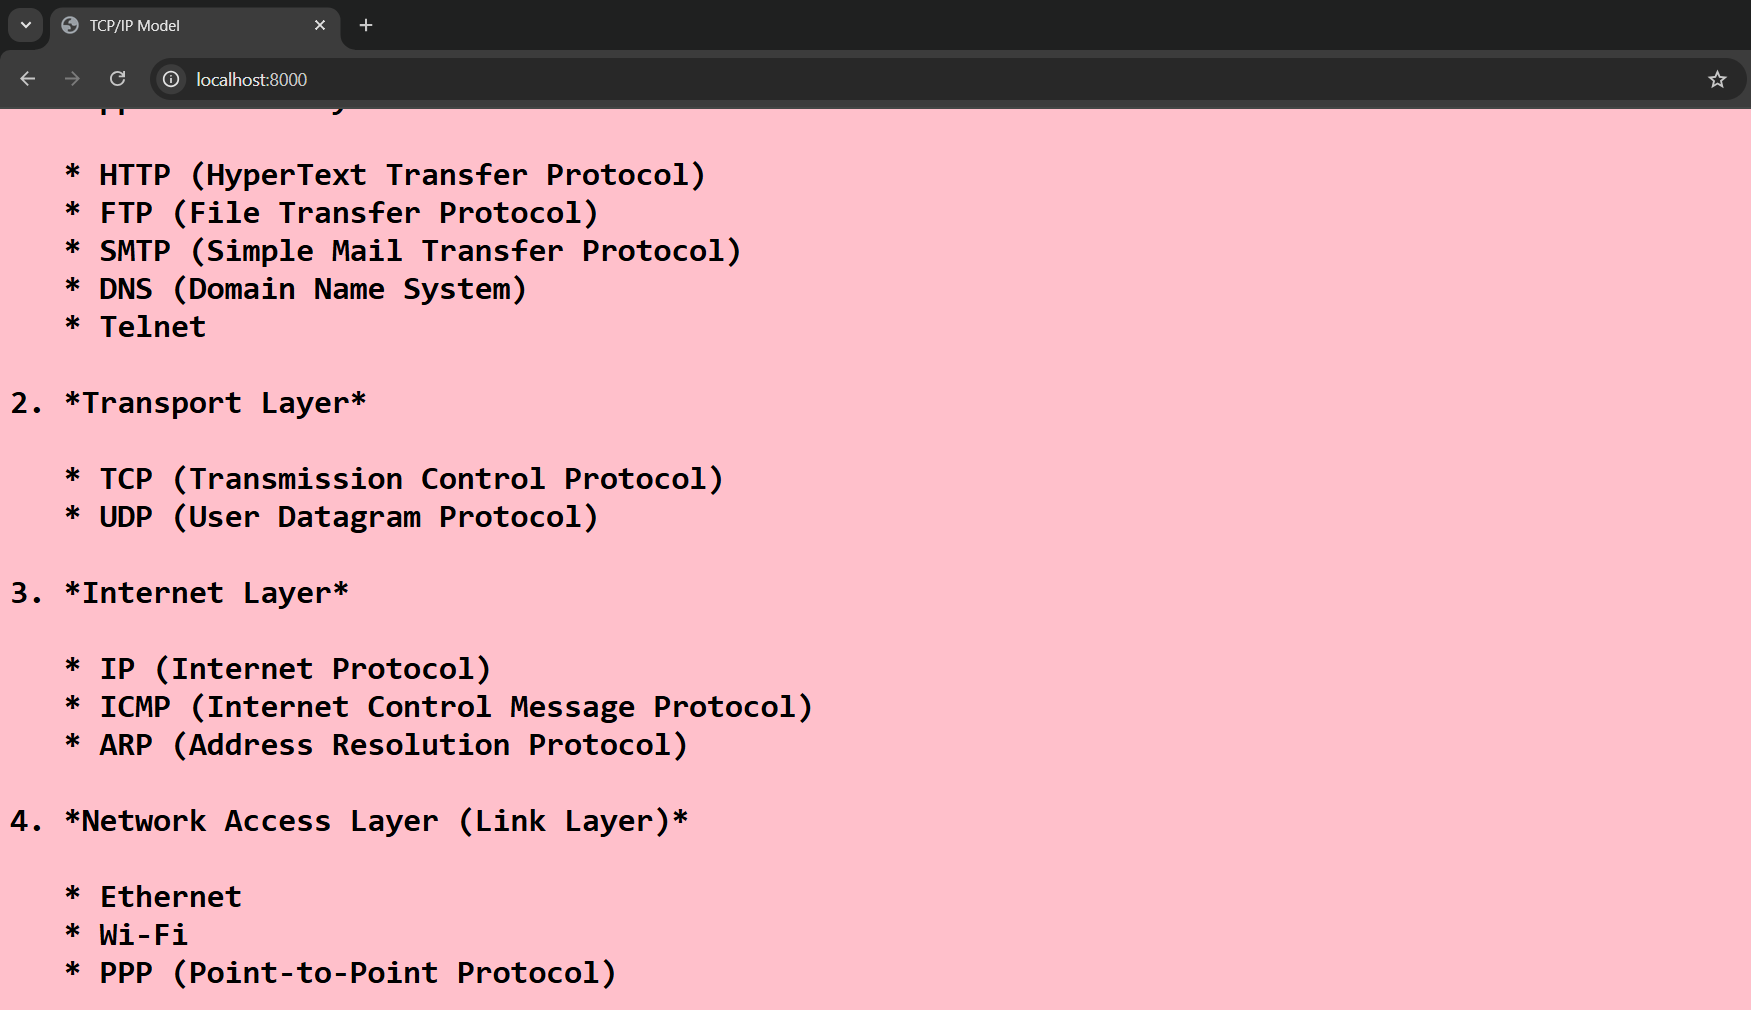 TCP/IP Model
localhost:8000
* HTTP (HyperText Transfer Protocol)
* FTP (File Transfer Protocol)
* SMTP (Simple Mail Transfer Protocol)
* DNS (Domain Name System)
* Telnet
2. *Transport Layer*
* TCP (Transmission Control Protocol)
* UDP (User Datagram Protocol)
3. *Internet Layer*
* IP (Internet Protocol)
* ICMP (Internet Control Message Protocol)
* ARP (Address Resolution Protocol)
4. *Network Access Layer (Link Layer)*
* Ethernet
* Wi-Fi
* PPP (Point-to-Point Protocol)